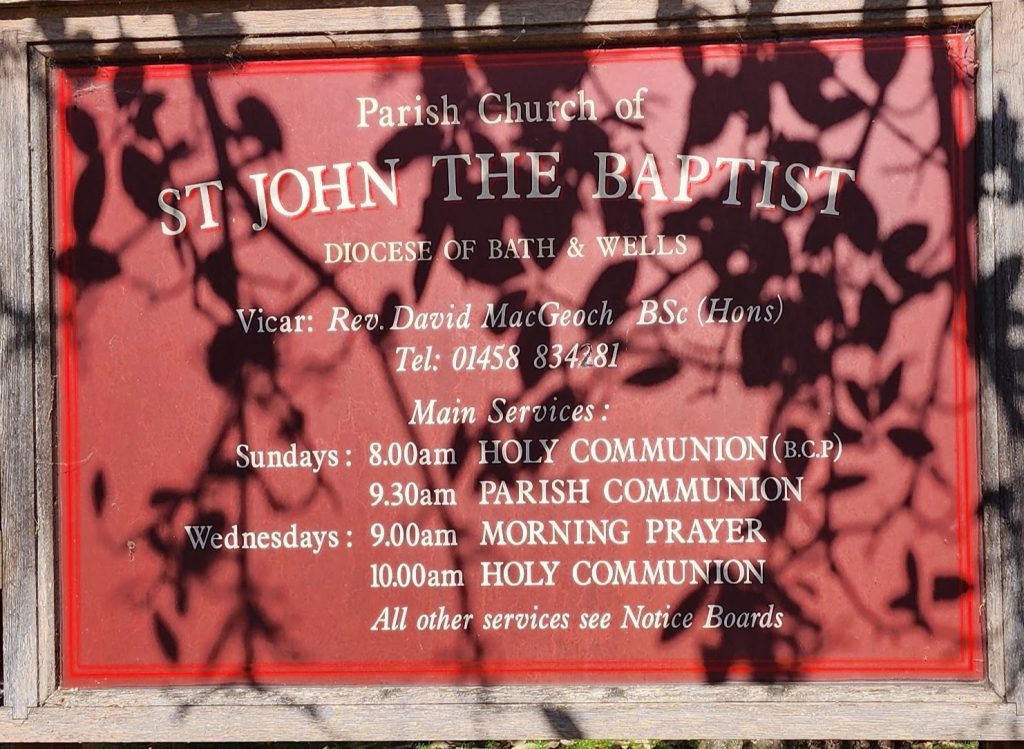 Parish Church of
ST JOHN THE BAPTIST
DIOCESE OF BATH & WELLS
Vicar: Rev. David MacGeoch BSc (Hons)
Tel: 01458 834281
Main Services:
Sundays: 8.00am HOLY COMMUNION (B.C.P)
9.30am PARISH COMMUNION
Wednesdays: 9.00am MORNING PRAYER
10.00am HOLY COMMUNION
All other services see Notice Boards